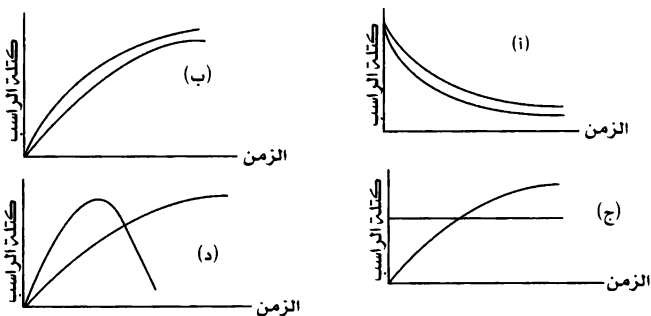 (أ)
كتلة الراسب
الزمن
(ب)
كتلة الراسب
الزمن
(ج)
كتلة الراسب
الزمن
(د)
كتلة الراسب
الزمن